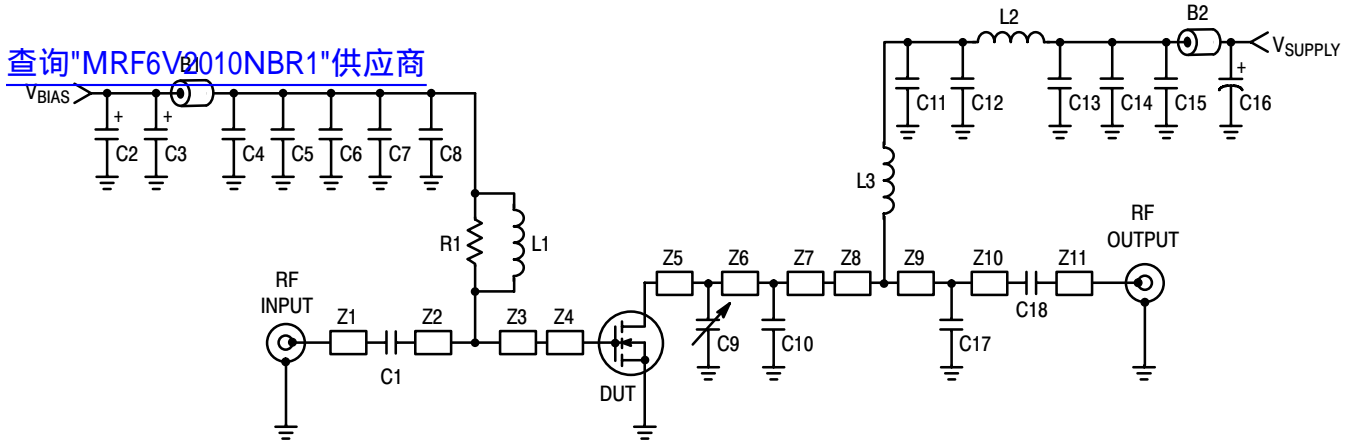 查询"MRF6V2010NBR1"供应商
B1
VBIAS
+
+
C2
C3
C4
C5
C6
C7
C8
R1
L1
RF
INPUT
Z1
C1
Z2
Z3
Z4
DUT
Z5
C9
Z6
C10
Z7
Z8
L3
C11
C12
L2
C13
C14
C15
B2
+
C16
VSUPPLY
Z9
C17
Z10
C18
Z11
RF
OUTPUT